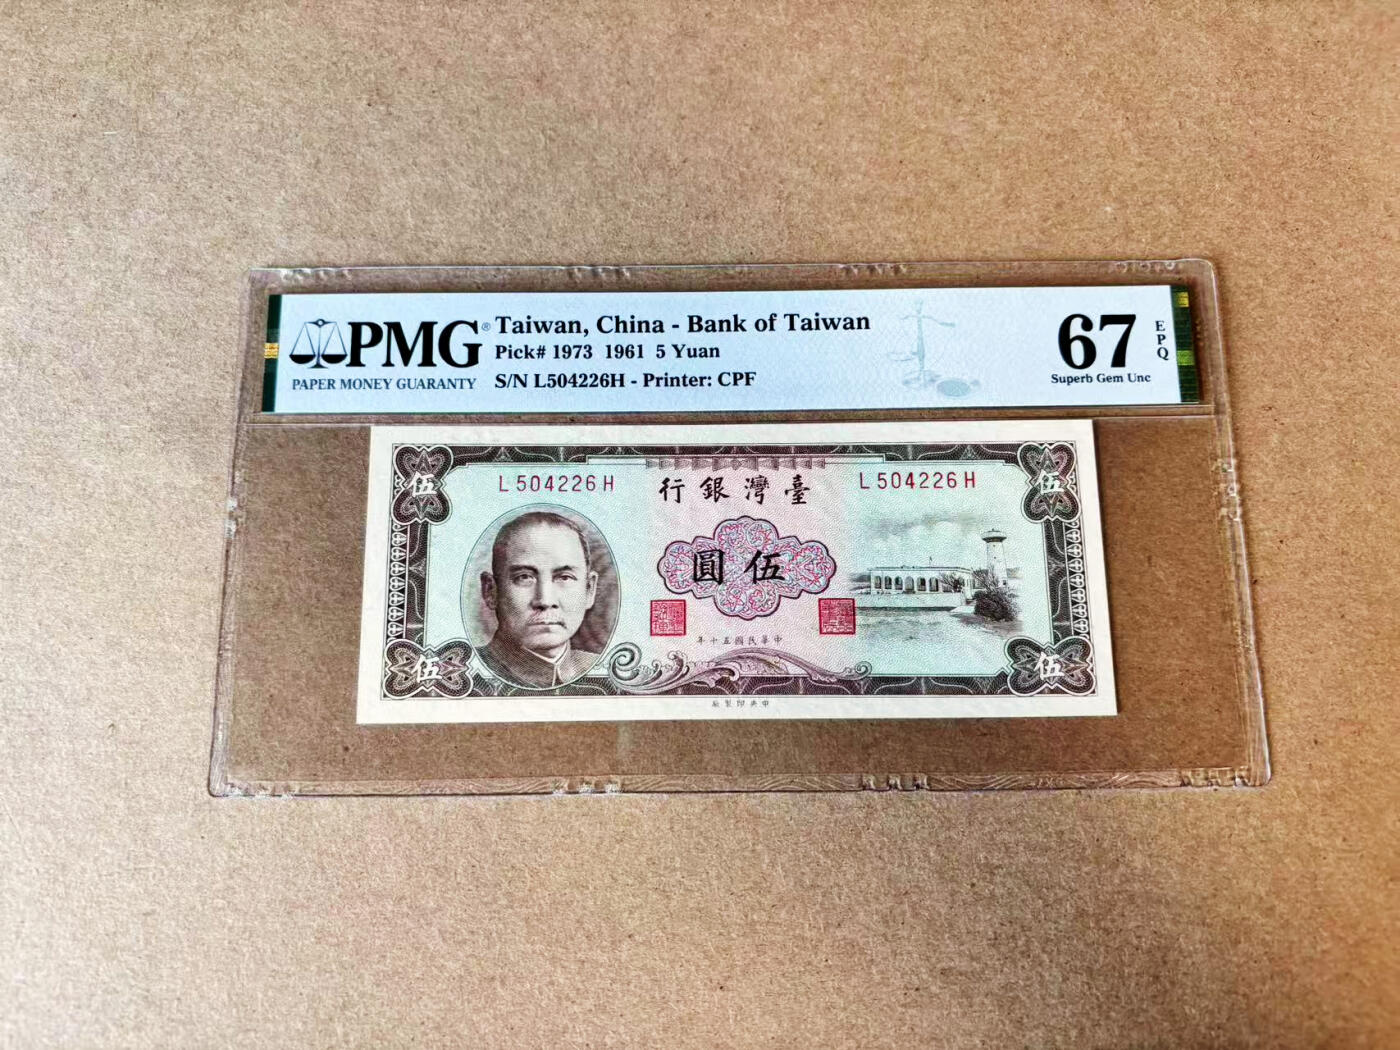 PMG®
PAPER MONEY GUARANTY
Taiwan, China - Bank of Taiwan
Pick# 1973 1961 5 Yuan
S/N L504226H - Printer: CPF
67
EPQ
Superb Gem Unc
伍
伍
L504226H
行銀灣臺
L504226H
圓伍
年十五國民華中
伍
伍
廠製印央中